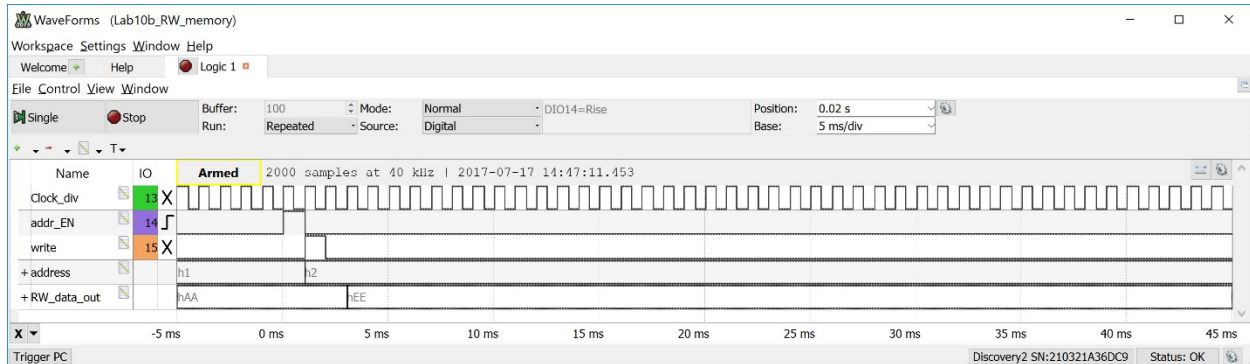 WaveForms (Lab10b_RW_memory)
Workspace Settings Window Help
Welcome Help Logic 1
File Control View Window
Single Stop Buffer: 100 Mode: Normal DIO14=Rise Position: 0.02 s
Run: Repeated Source: Digital Base: 5 ms/div
T
Name IO Armed 2000 samples at 40 kHz | 2017-07-17 14:47:11.453
Clock_div 13 X
addr_EN 14
write 15 X
+ address h1 h2
+ RW_data_out hAA hEE
X -5 ms 0 ms 5 ms 10 ms 15 ms 20 ms 25 ms 30 ms 35 ms 40 ms 45 ms
Trigger PC Discovery2 SN:210321A36DC9 Status: OK